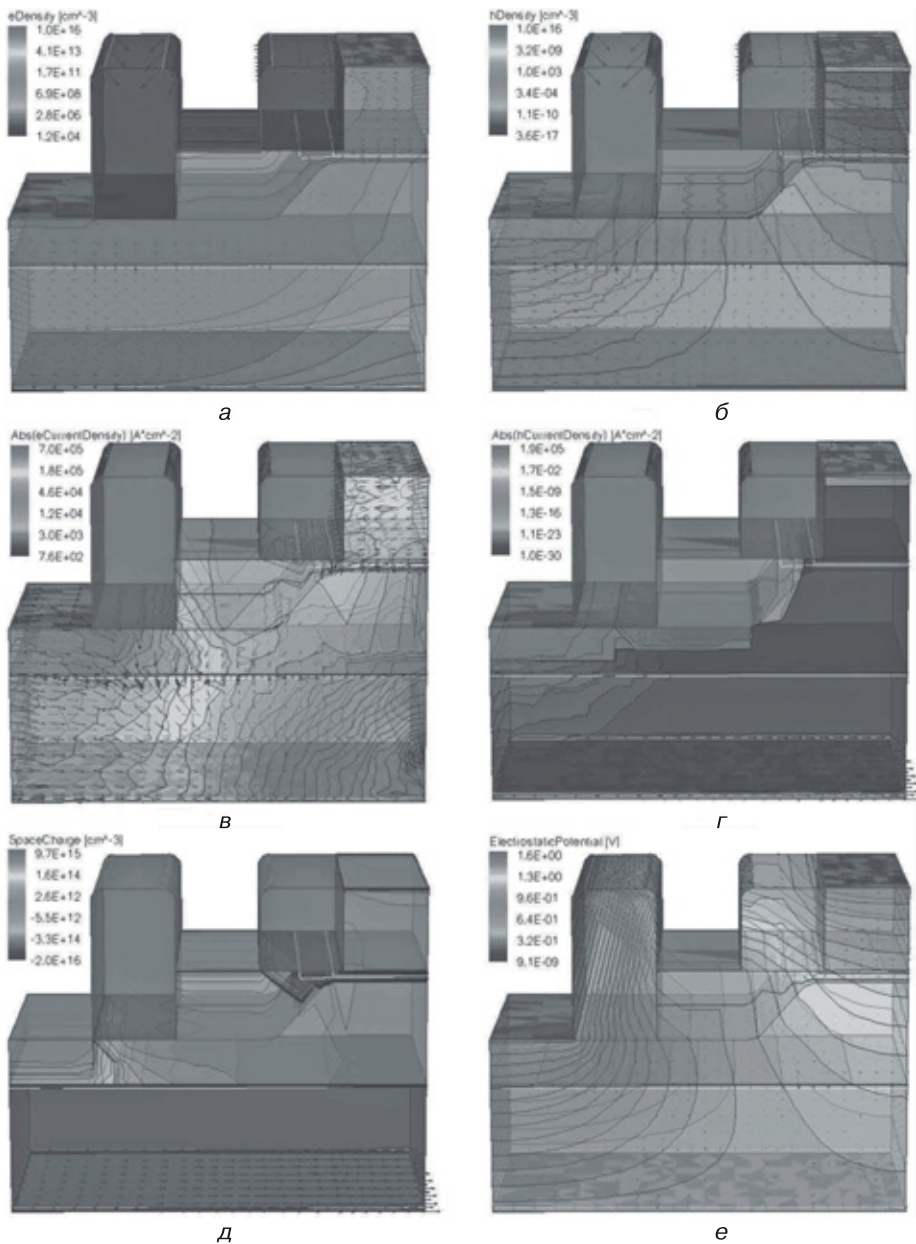 eDensity [cm^-3]
1.0E+16
4.1E+13
1.7E+11
6.9E+08
2.8E+06
1.2E+04
а
hDensity [cm^-3]
1.0E+16
3.2E+09
1.0E+03
3.4E-04
1.1E-10
3.6E-17
б
Abs(eCurrentDensity) [A*cm^-2]
7.0E+05
1.8E+05
4.6E+04
1.2E+04
3.0E+03
7.6E+02
в
Abs(hCurrentDensity) [A*cm^-2]
1.9E+05
1.7E-02
1.5E-09
1.3E-16
1.1E-23
1.0E-30
г
SpaceCharge [cm^-3]
9.7E+15
1.6E+14
2.6E+12
-5.5E+12
-3.3E+14
-2.0E+16
д
ElectrostaticPotential [V]
1.6E+00
1.3E+00
9.6E-01
6.4E-01
3.2E-01
9.1E-09
е